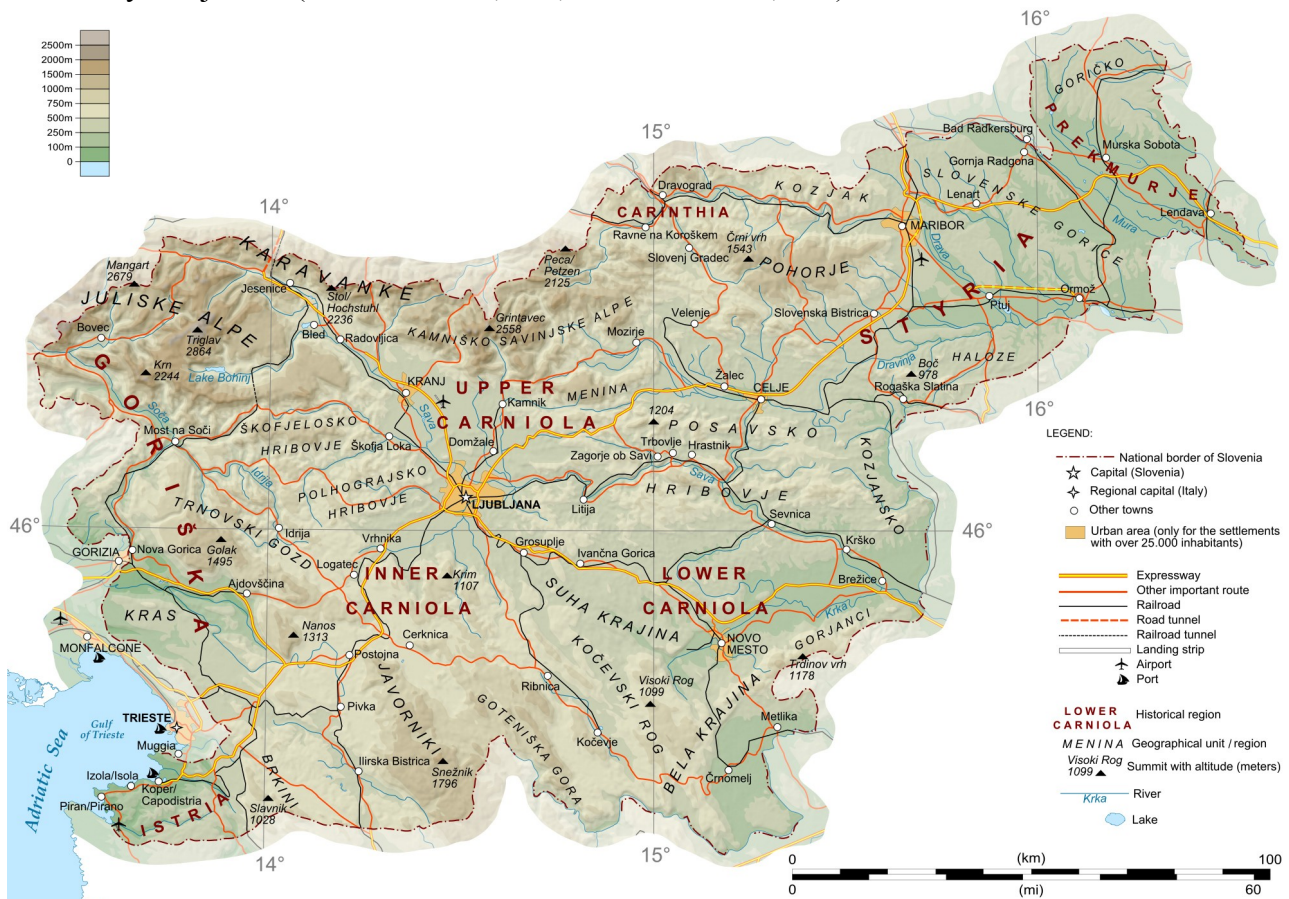 2500m
2000m
1500m
1000m
750m
500m
250m
100m
0
16°
15°
14°
GORIČKO
PREKMURJE
Bad Radkersburg
Gornja Radgona
Murska Sobota
SLOVENSKE GORICE
Lenart
Lendava
Mura
Dravograd
KOZJAK
CARINTHIA
Ravne na Koroškem
Slovenj Gradec
Črni vrh
1543
POHORJE
MARIBOR
Drava
STYRIA
Ormož
Ptuj
Peca/
Petzen
2125
KARAVANKE
Mangart
2679
JULISKE ALPE
Jesenice
Stol/
Hochstuhl
2236
Bovec
Triglav
2864
Bled
Radovljica
Grintavec
2558
KAMNIŠKO SAVINJSKE ALPE
Mozirje
Velenje
Slovenska Bistrica
Dravinja
Boč
978
HALOZE
Rogaška Slatina
Krn
2244
Lake Bohinj
GORIŠKA
KRANJ
Sava
UPPER
CARNIOLA
Kamnik
MENINA
Žalec
CELJE
16°
Soča
Most na Soči
ŠKOFJELOSKO
HRIBOVJE
Škofja Loka
Domžale
1204
POSAVSKO
HRIBOVJE
Trbovlje
Hrastnik
Zagorje ob Savi
Sava
KOZJANSKO
Idrija
POLHOGRAJSKO
HRIBOVJE
LJUBLJANA
Litija
Sevnica
46°
46°
TRNOVSKI GOZD
Idrija
Golak
1495
Vrhnika
Grosuplje
Ivančna Gorica
Krško
GORIZIA
Nova Gorica
Ajdovščina
Logatec
INNER
CARNIOLA
Krim
1107
LOWER
CARNIOLA
Brežice
Krka
KRAS
Nanos
1313
Cerknica
SUHA KRAJINA
NOVO
MESTO
GORJANCI
Trdinov vrh
1178
MONFALCONE
Postojna
JAVORNIKI
Ribnica
KOČEVSKI ROG
Visoki Rog
1099
BELA KRAJINA
Metlika
Gulf
of Trieste
TRIESTE
Muggia
Pivka
GOTENIŠKA GORA
Kočevje
Črnomelj
Adriatic Sea
Izola/Isola
Koper/
Capodistria
Piran/Pirano
ISTRIA
BRKINI
Slavnik
1028
Ilirska Bistrica
Snežnik
1796
14°
15°
LEGEND:
National border of Slovenia
Capital (Slovenia)
Regional capital (Italy)
Other towns
Urban area (only for the settlements
with over 25.000 inhabitants)
Expressway
Other important route
Railroad
Road tunnel
Railroad tunnel
Landing strip
Airport
Port
LOWER
CARNIOLA
Historical region
MENINA Geographical unit / region
Visoki Rog
1099
Summit with altitude (meters)
Krka
River
Lake
0 (km) 100
0 (mi) 60